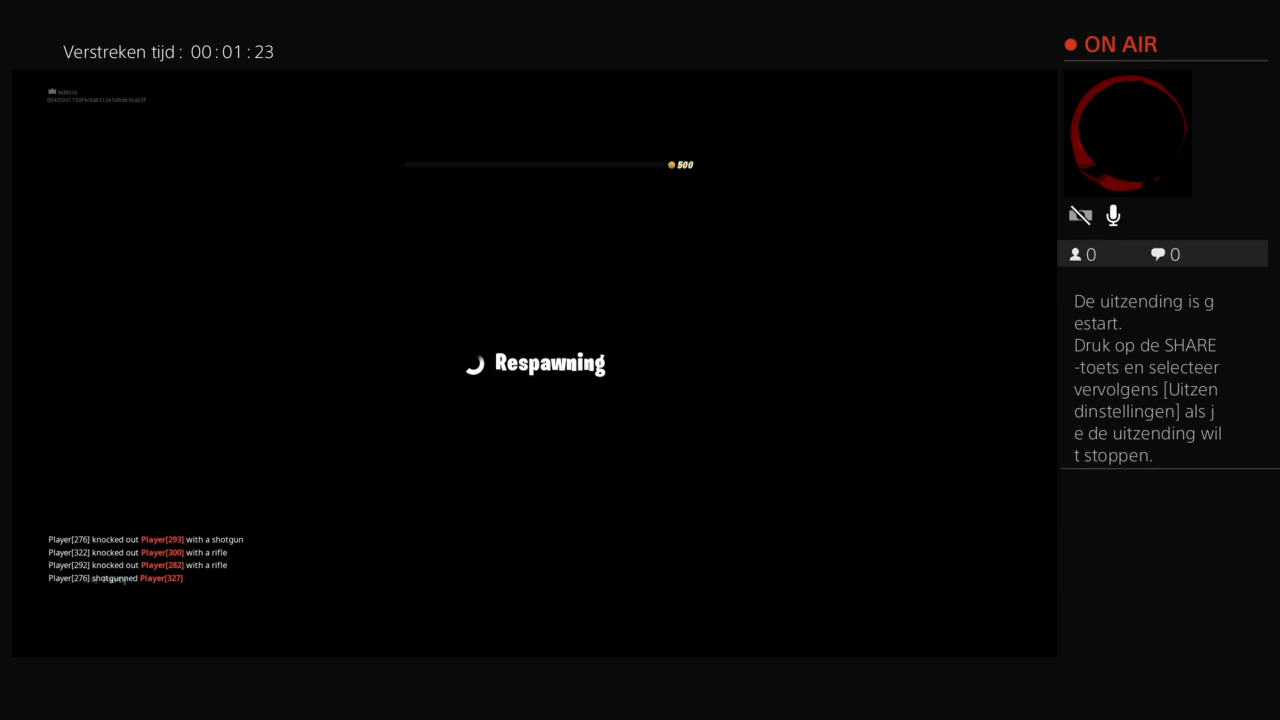 Verstreken tijd : 00 : 01 : 23
ON AIR
500
0
0
De uitzending is g
estart.
Druk op de SHARE
-toets en selecteer
vervolgens [Uitzen
dinstellingen] als j
e de uitzending wil
t stoppen.
Respawning
Player[276] knocked out Player[293] with a shotgun
Player[322] knocked out Player[300] with a rifle
Player[292] knocked out Player[282] with a rifle
Player[276] shotgunned Player[327]